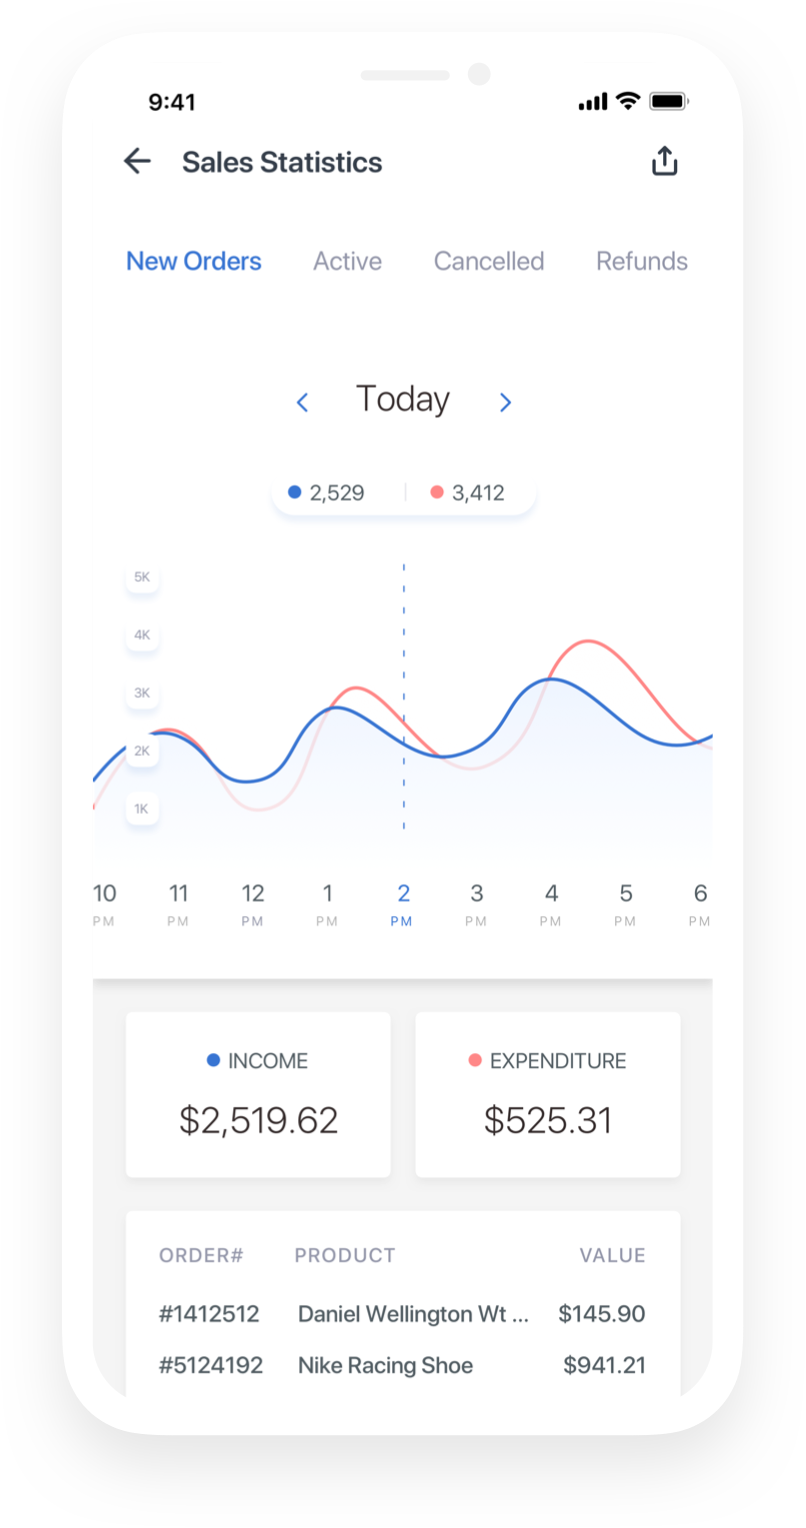 9:41
Sales Statistics
New Orders Active Cancelled Refunds
Today
2,529 3,412
5K
4K
3K
2K
1K
10 11 12 1 2 3 4 5 6
PM PM PM PM PM PM PM PM PM
INCOME EXPENDITURE
$2,519.62 $525.31
ORDER# PRODUCT VALUE
#1412512 Daniel Wellington Wt ... $145.90
#5124192 Nike Racing Shoe $941.21